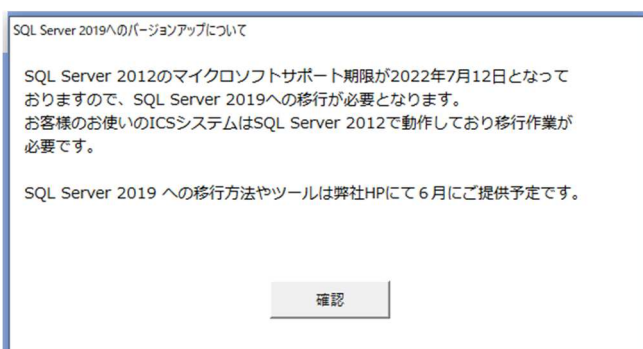 SQL Server 2019へのバージョンアップについて
SQL Server 2012のマイクロソフトサポート期限が2022年7月12日となって
おりますので、SQL Server 2019への移行が必要となります。
お客様のお使いのICSシステムはSQL Server 2012で動作しており移行作業が
必要です。
SQL Server 2019 への移行方法やツールは弊社HPにて６月にご提供予定です。
確認